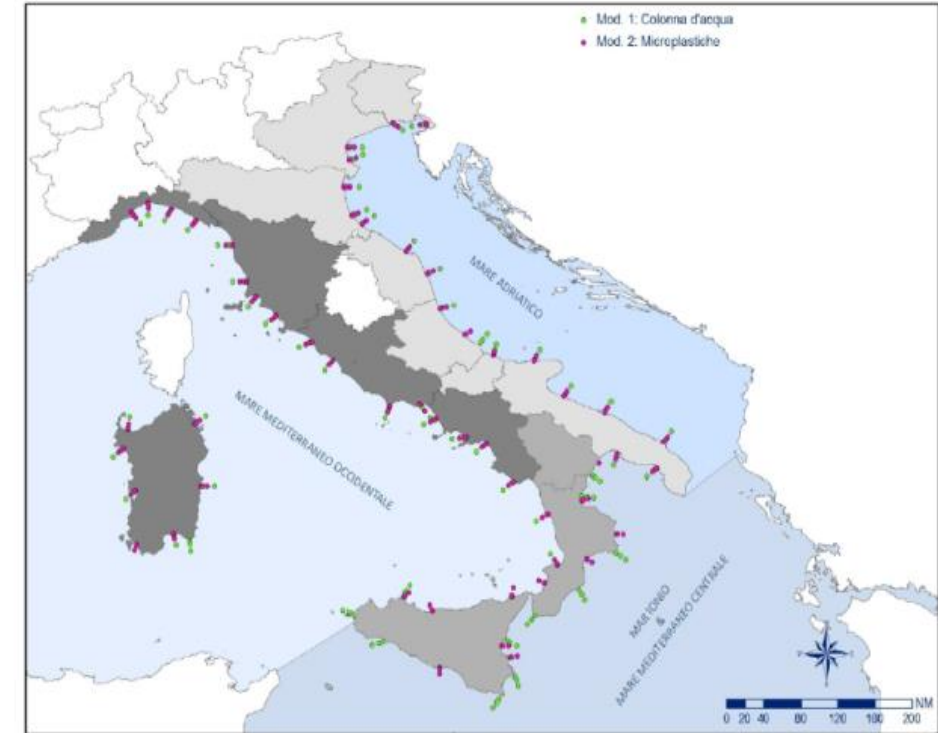 Mod. 1: Colonna d'acqua
Mod. 2: Microplastiche
MARE ADRIATICO
MARE MEDITERRANEO OCCIDENTALE
MAR IONIO
&
MARE MEDITERRANEO CENTRALE
NM
0 20 40 80 120 160 200